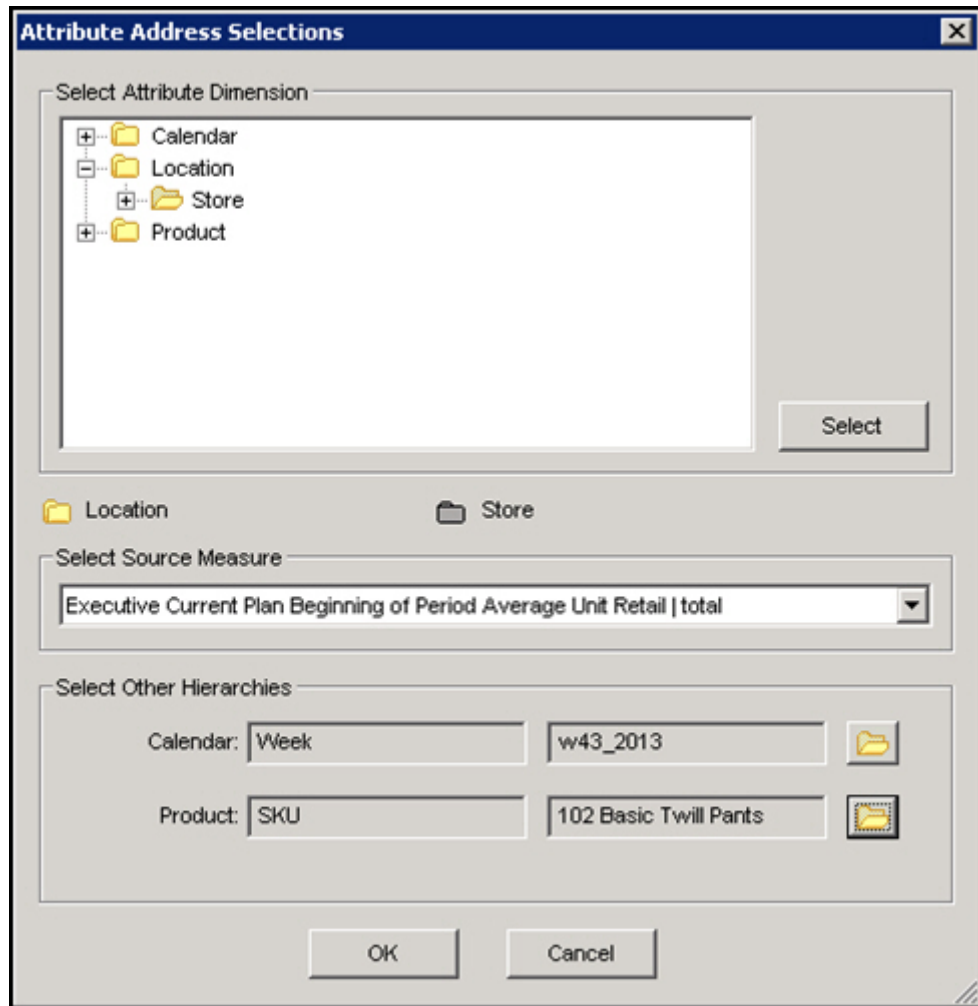 Attribute Address Selections
Select Attribute Dimension
Calendar
Location
Store
Product
Select
Location Store
Select Source Measure
Executive Current Plan Beginning of Period Average Unit Retail | total
Select Other Hierarchies
Calendar: Week w43_2013
Product: SKU 102 Basic Twill Pants
OK Cancel